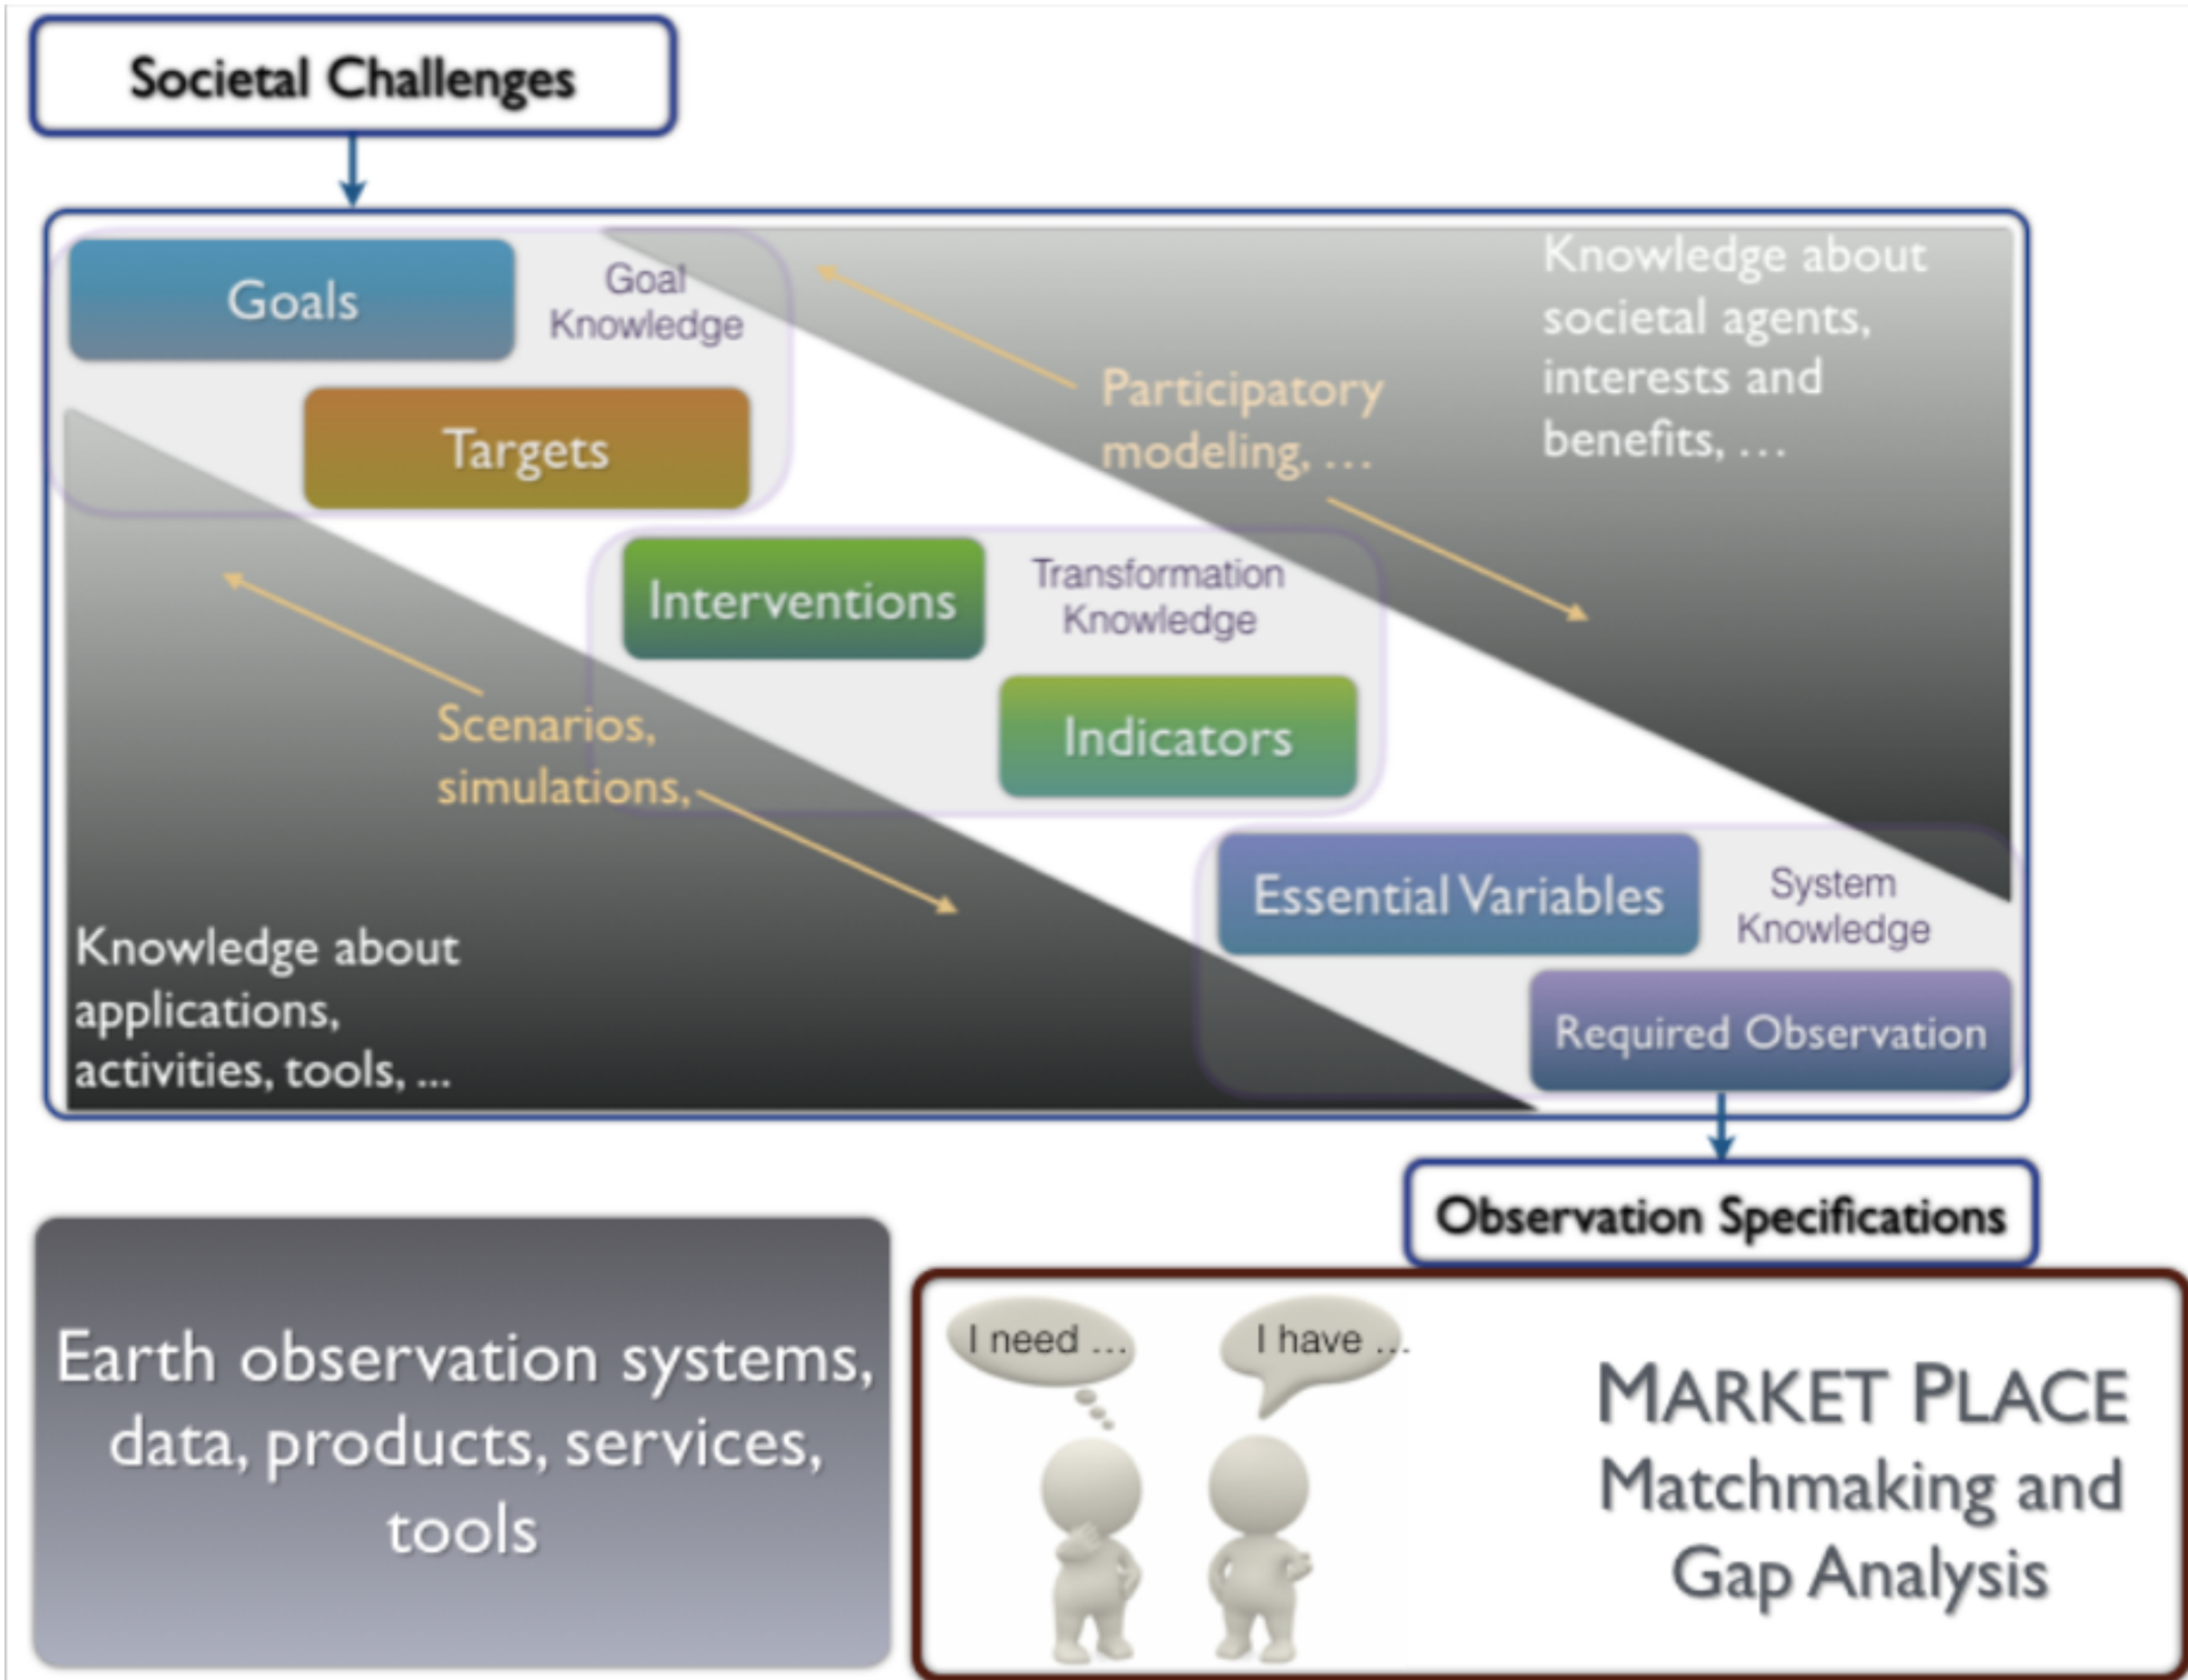 Societal Challenges
Goals
Goal
Knowledge
Targets
Knowledge about
societal agents,
interests and
benefits, …
Participatory
modeling, …
Interventions
Transformation
Knowledge
Indicators
Scenarios,
simulations,
Essential Variables
System
Knowledge
Required Observation
Knowledge about
applications,
activities, tools, ...
Observation Specifications
Earth observation systems,
data, products, services,
tools
I need ...
I have ...
MARKET PLACE
Matchmaking and
Gap Analysis